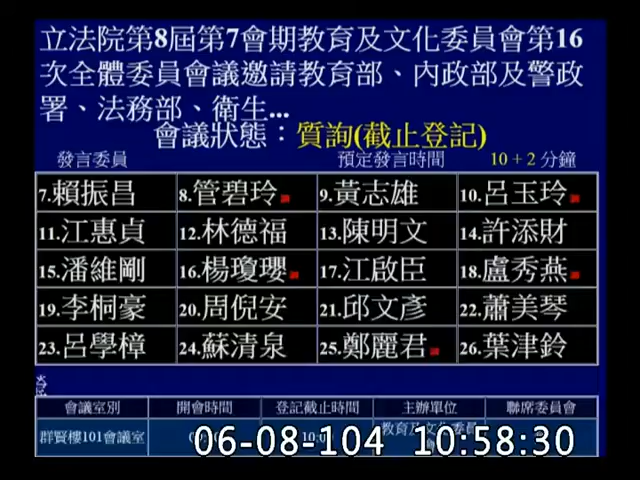 立法院第8屆第7會期教育及文化委員會第16
次全體委員會議邀請教育部、內政部及警政
署、法務部、衛生...
會議狀態：質詢(截止登記)
發言委員 預定發言時間 10 + 2 分鐘
7.賴振昌 8.管碧玲 9.黃志雄 10.呂玉玲
11.江惠貞 12.林德福 13.陳明文 14.許添財
15.潘維剛 16.楊瓊瓔 17.江啟臣 18.盧秀燕
19.李桐豪 20.周倪安 21.邱文彥 22.蕭美琴
23.呂學樟 24.蘇清泉 25.鄭麗君 26.葉津鈴
會議室別 開會時間 登記截止時間 主辦單位 聯席委員會
群賢樓101會議室 教育及文化委員
06-08-104 10:58:30